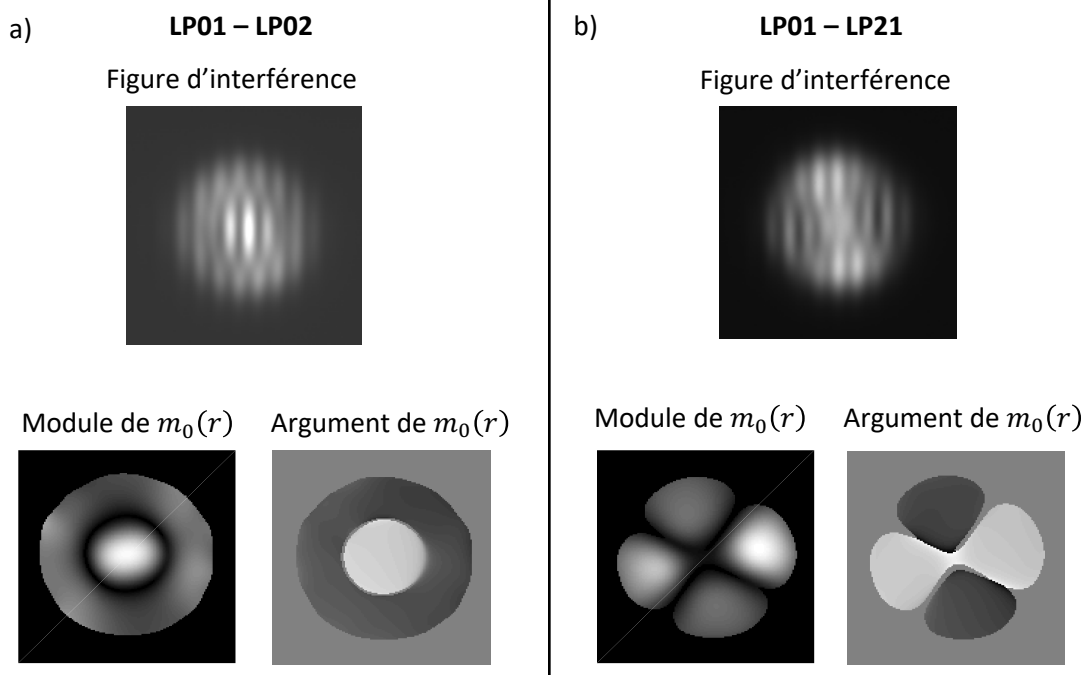 a) LP01 – LP02
Figure d’interférence
Module de m₀(r) Argument de m₀(r)
b) LP01 – LP21
Figure d’interférence
Module de m₀(r) Argument de m₀(r)